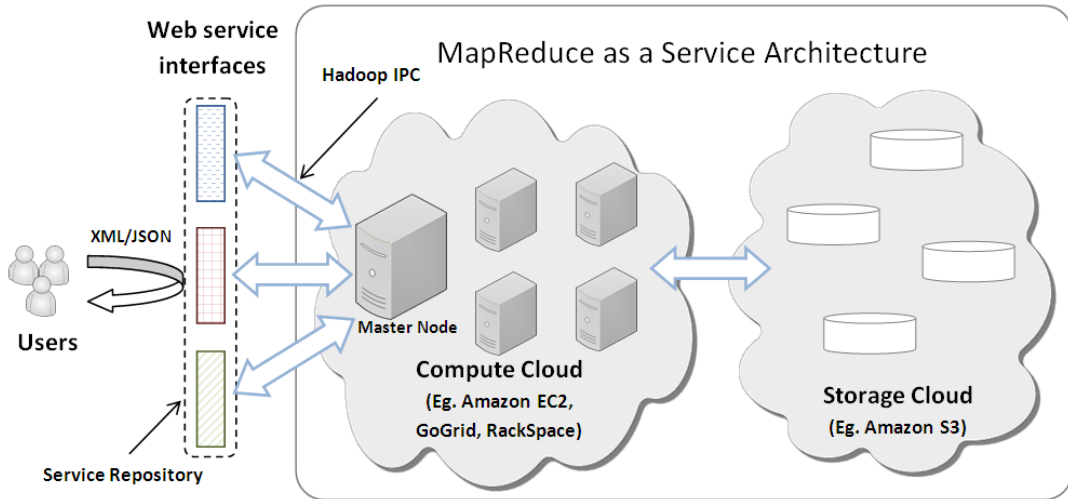 Web service
interfaces
MapReduce as a Service Architecture
Hadoop IPC
XML/JSON
Users
Master Node
Compute Cloud
(Eg. Amazon EC2,
GoGrid, RackSpace)
Storage Cloud
(Eg. Amazon S3)
Service Repository